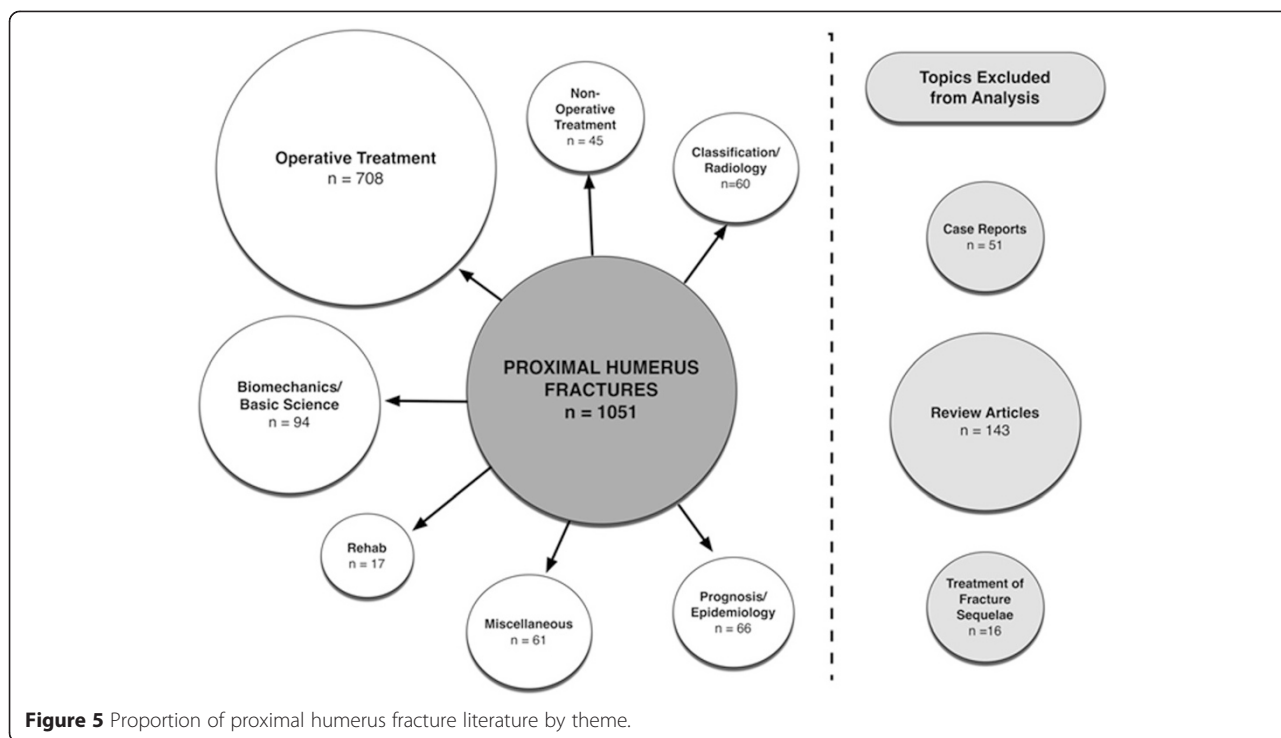 Operative Treatment
n = 708
Non-
Operative
Treatment
n = 45
Classification/
Radiology
n=60
Biomechanics/
Basic Science
n = 94
PROXIMAL HUMERUS
FRACTURES
n = 1051
Rehab
n = 17
Miscellaneous
n = 61
Prognosis/
Epidemiology
n = 66
Topics Excluded
from Analysis
Case Reports
n = 51
Review Articles
n = 143
Treatment of
Fracture
Sequelae
n =16
Figure 5 Proportion of proximal humerus fracture literature by theme.